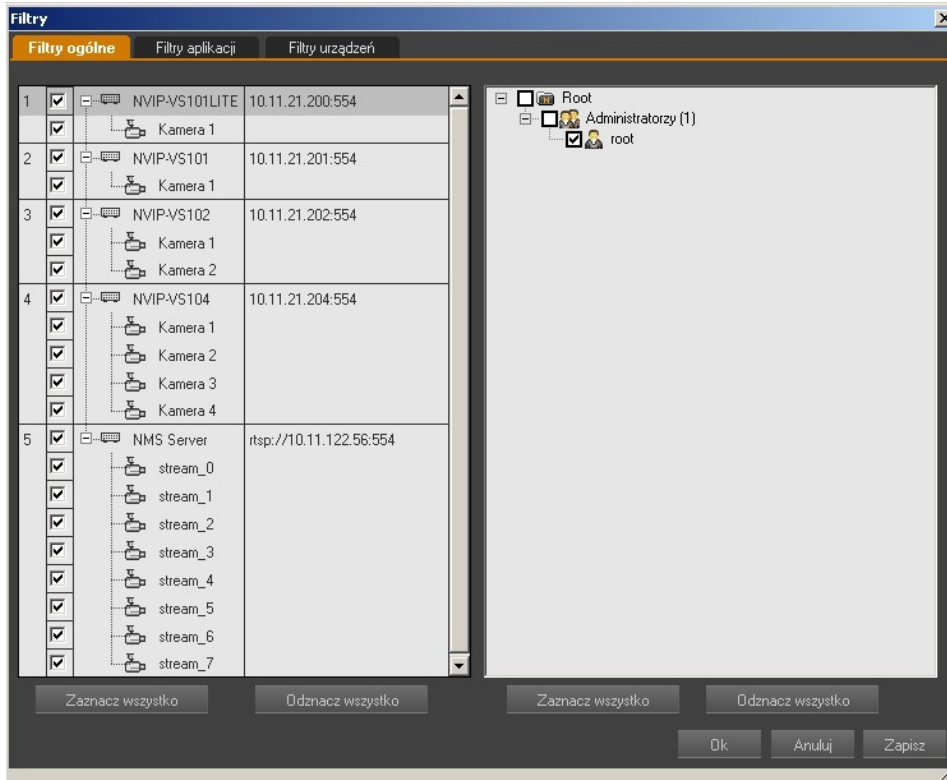 Filtry
Filtry ogólne Filtry aplikacji Filtry urządzeń
1 NVIP-VS101LITE 10.11.21.200:554
Kamera 1
2 NVIP-VS101 10.11.21.201:554
Kamera 1
3 NVIP-VS102 10.11.21.202:554
Kamera 1
Kamera 2
4 NVIP-VS104 10.11.21.204:554
Kamera 1
Kamera 2
Kamera 3
Kamera 4
5 NMS Server rtsp://10.11.122.56:554
stream_0
stream_1
stream_2
stream_3
stream_4
stream_5
stream_6
stream_7
Root
Administratorzy (1)
root
Zaznacz wszystko Odznacz wszystko Zaznacz wszystko Odznacz wszystko
Ok Anuluj Zapisz